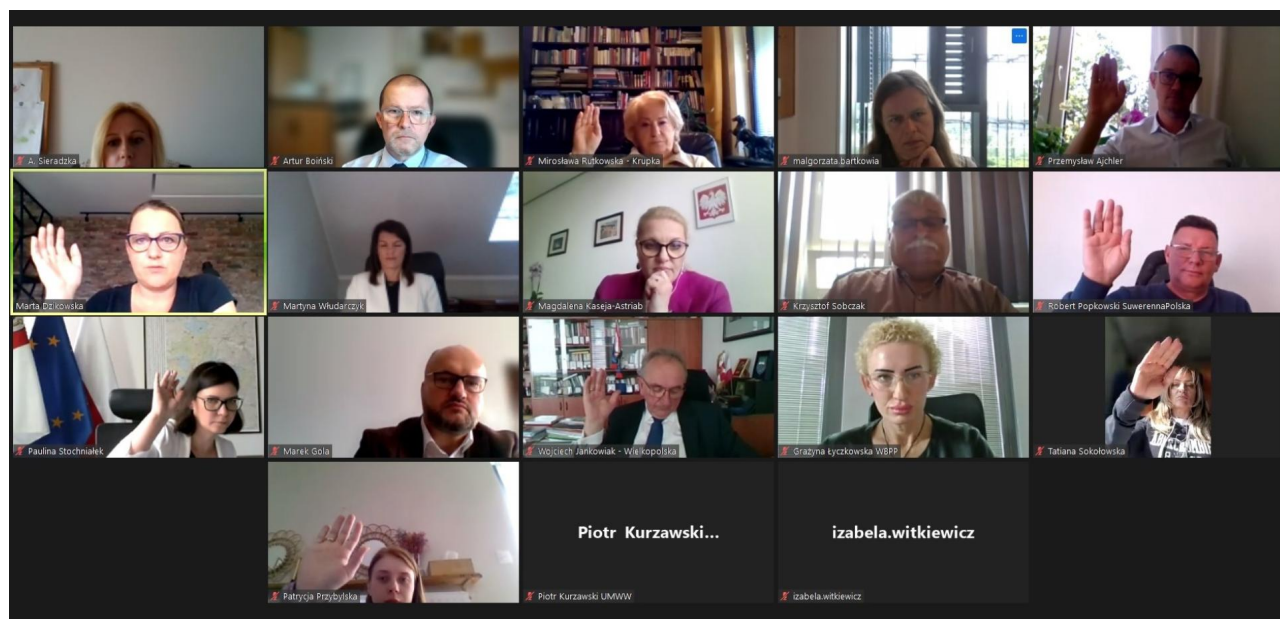 A. Sieradzka
Artur Boiński
Mirosława Rutkowska - Krupka
malgorzata.bartkowia
Przemysław Ajchler
Marta Dzikowska
Martyna Włudarczyk
Magdalena Kaseja-Astriab
Krzysztof Sobczak
Robert Popkowski SuwerennaPolska
Paulina Stochniałek
Marek Gola
Wojciech Jankowiak - Wielkopolska
Grażyna Łyczkowska WBPP
Tatiana Sokołowska
Patrycja Przybylska
Piotr Kurzawski...
Piotr Kurzawski UMWW
izabela.witkiewicz
izabela.witkiewicz